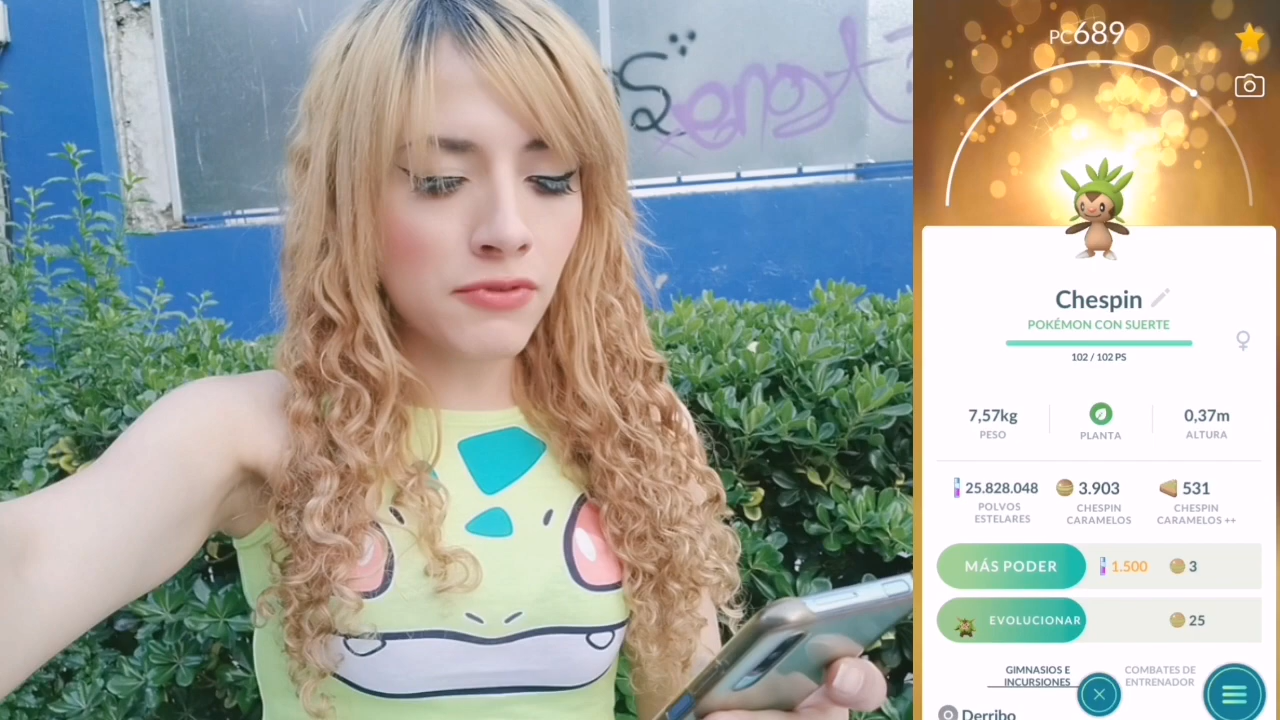 PC689
Chespin
POKÉMON CON SUERTE
102 / 102 PS
7,57kg
PESO
PLANTA
0,37m
ALTURA
25.828.048
POLVOS
ESTELARES
3.903
CHESPIN
CARAMELOS
531
CHESPIN
CARAMELOS ++
MÁS PODER
1.500
3
EVOLUCIONAR
25
GIMNASIOS E
INCURSIONES
COMBATES DE
ENTRENADOR
Derribo